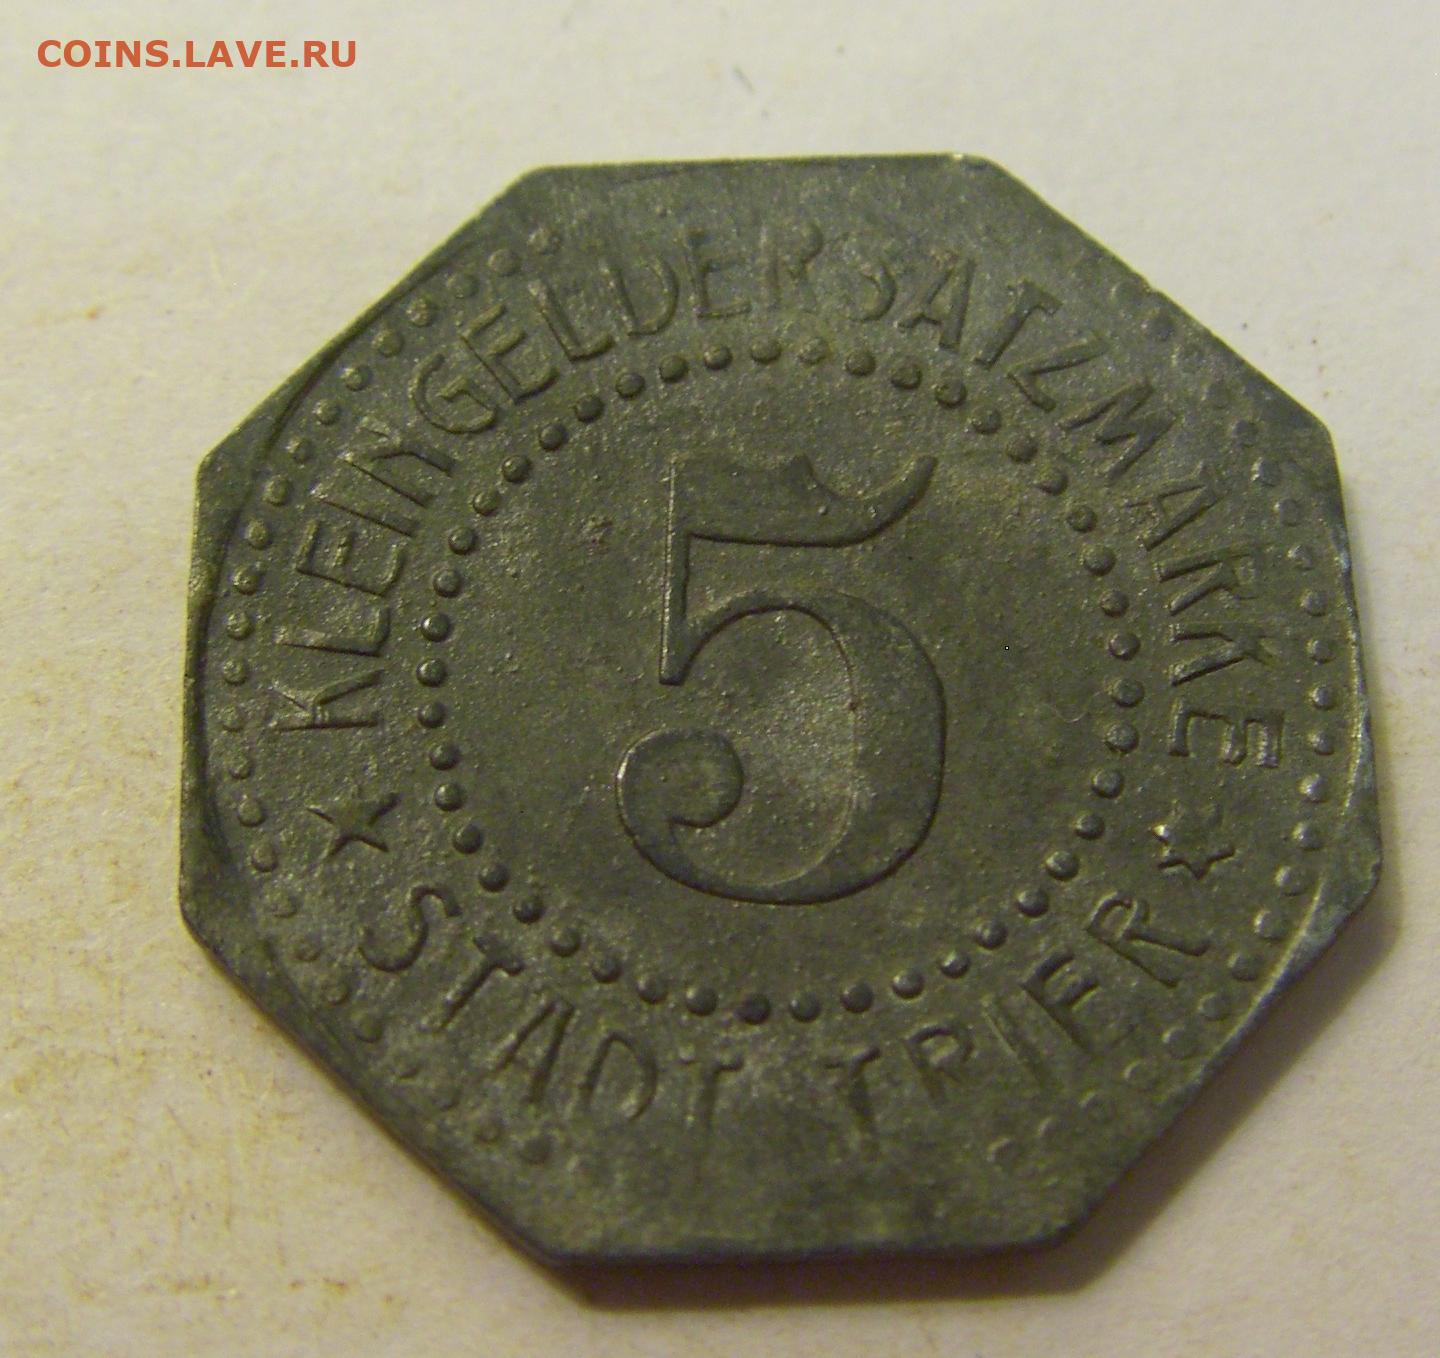 COINS.LAVE.RU
KLEINGELDERSATZMARKE
5
STADT TRIER